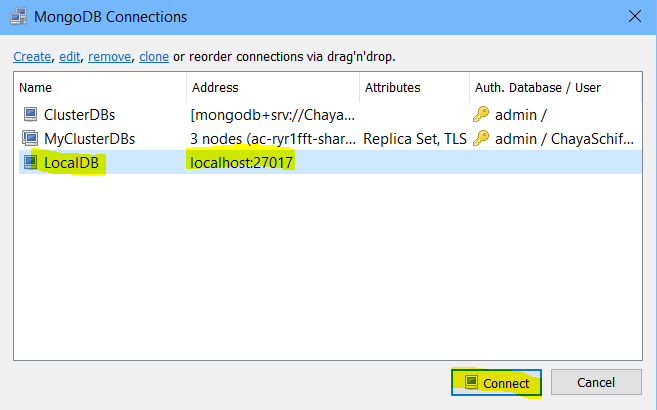 MongoDB Connections
Create, edit, remove, clone or reorder connections via drag'n'drop.
Name Address Attributes Auth. Database / User
ClusterDBs [mongodb+srv://Chaya... admin /
MyClusterDBs 3 nodes (ac-ryr1fft-shar... Replica Set, TLS admin / ChayaSchif...
LocalDB localhost:27017
Connect Cancel